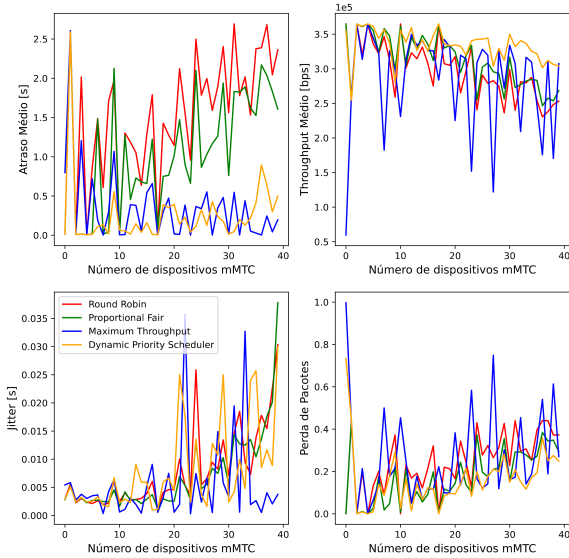 1e5
2.5
2.0
1.5
1.0
0.5
0.0
Atraso Médio [s]
0 10 20 30 40
Número de dispositivos mMTC
3.5
3.0
2.5
2.0
1.5
1.0
0.5
Throughput Médio [bps]
0 10 20 30 40
Número de dispositivos mMTC
Round Robin
Proportional Fair
Maximum Throughput
Dynamic Priority Scheduler
0.035
0.030
0.025
0.020
0.015
0.010
0.005
0.000
Jitter [s]
0 10 20 30 40
Número de dispositivos mMTC
1.0
0.8
0.6
0.4
0.2
0.0
Perda de Pacotes
0 10 20 30 40
Número de dispositivos mMTC